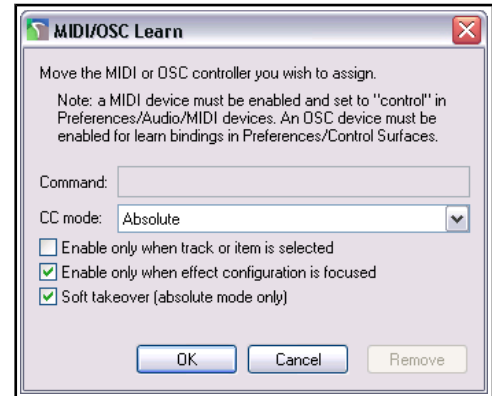 MIDI/OSC Learn
Move the MIDI or OSC controller you wish to assign.
Note: a MIDI device must be enabled and set to "control" in
Preferences/Audio/MIDI devices. An OSC device must be
enabled for learn bindings in Preferences/Control Surfaces.
Command:
CC mode: Absolute
Enable only when track or item is selected
Enable only when effect configuration is focused
Soft takeover (absolute mode only)
OK Cancel Remove